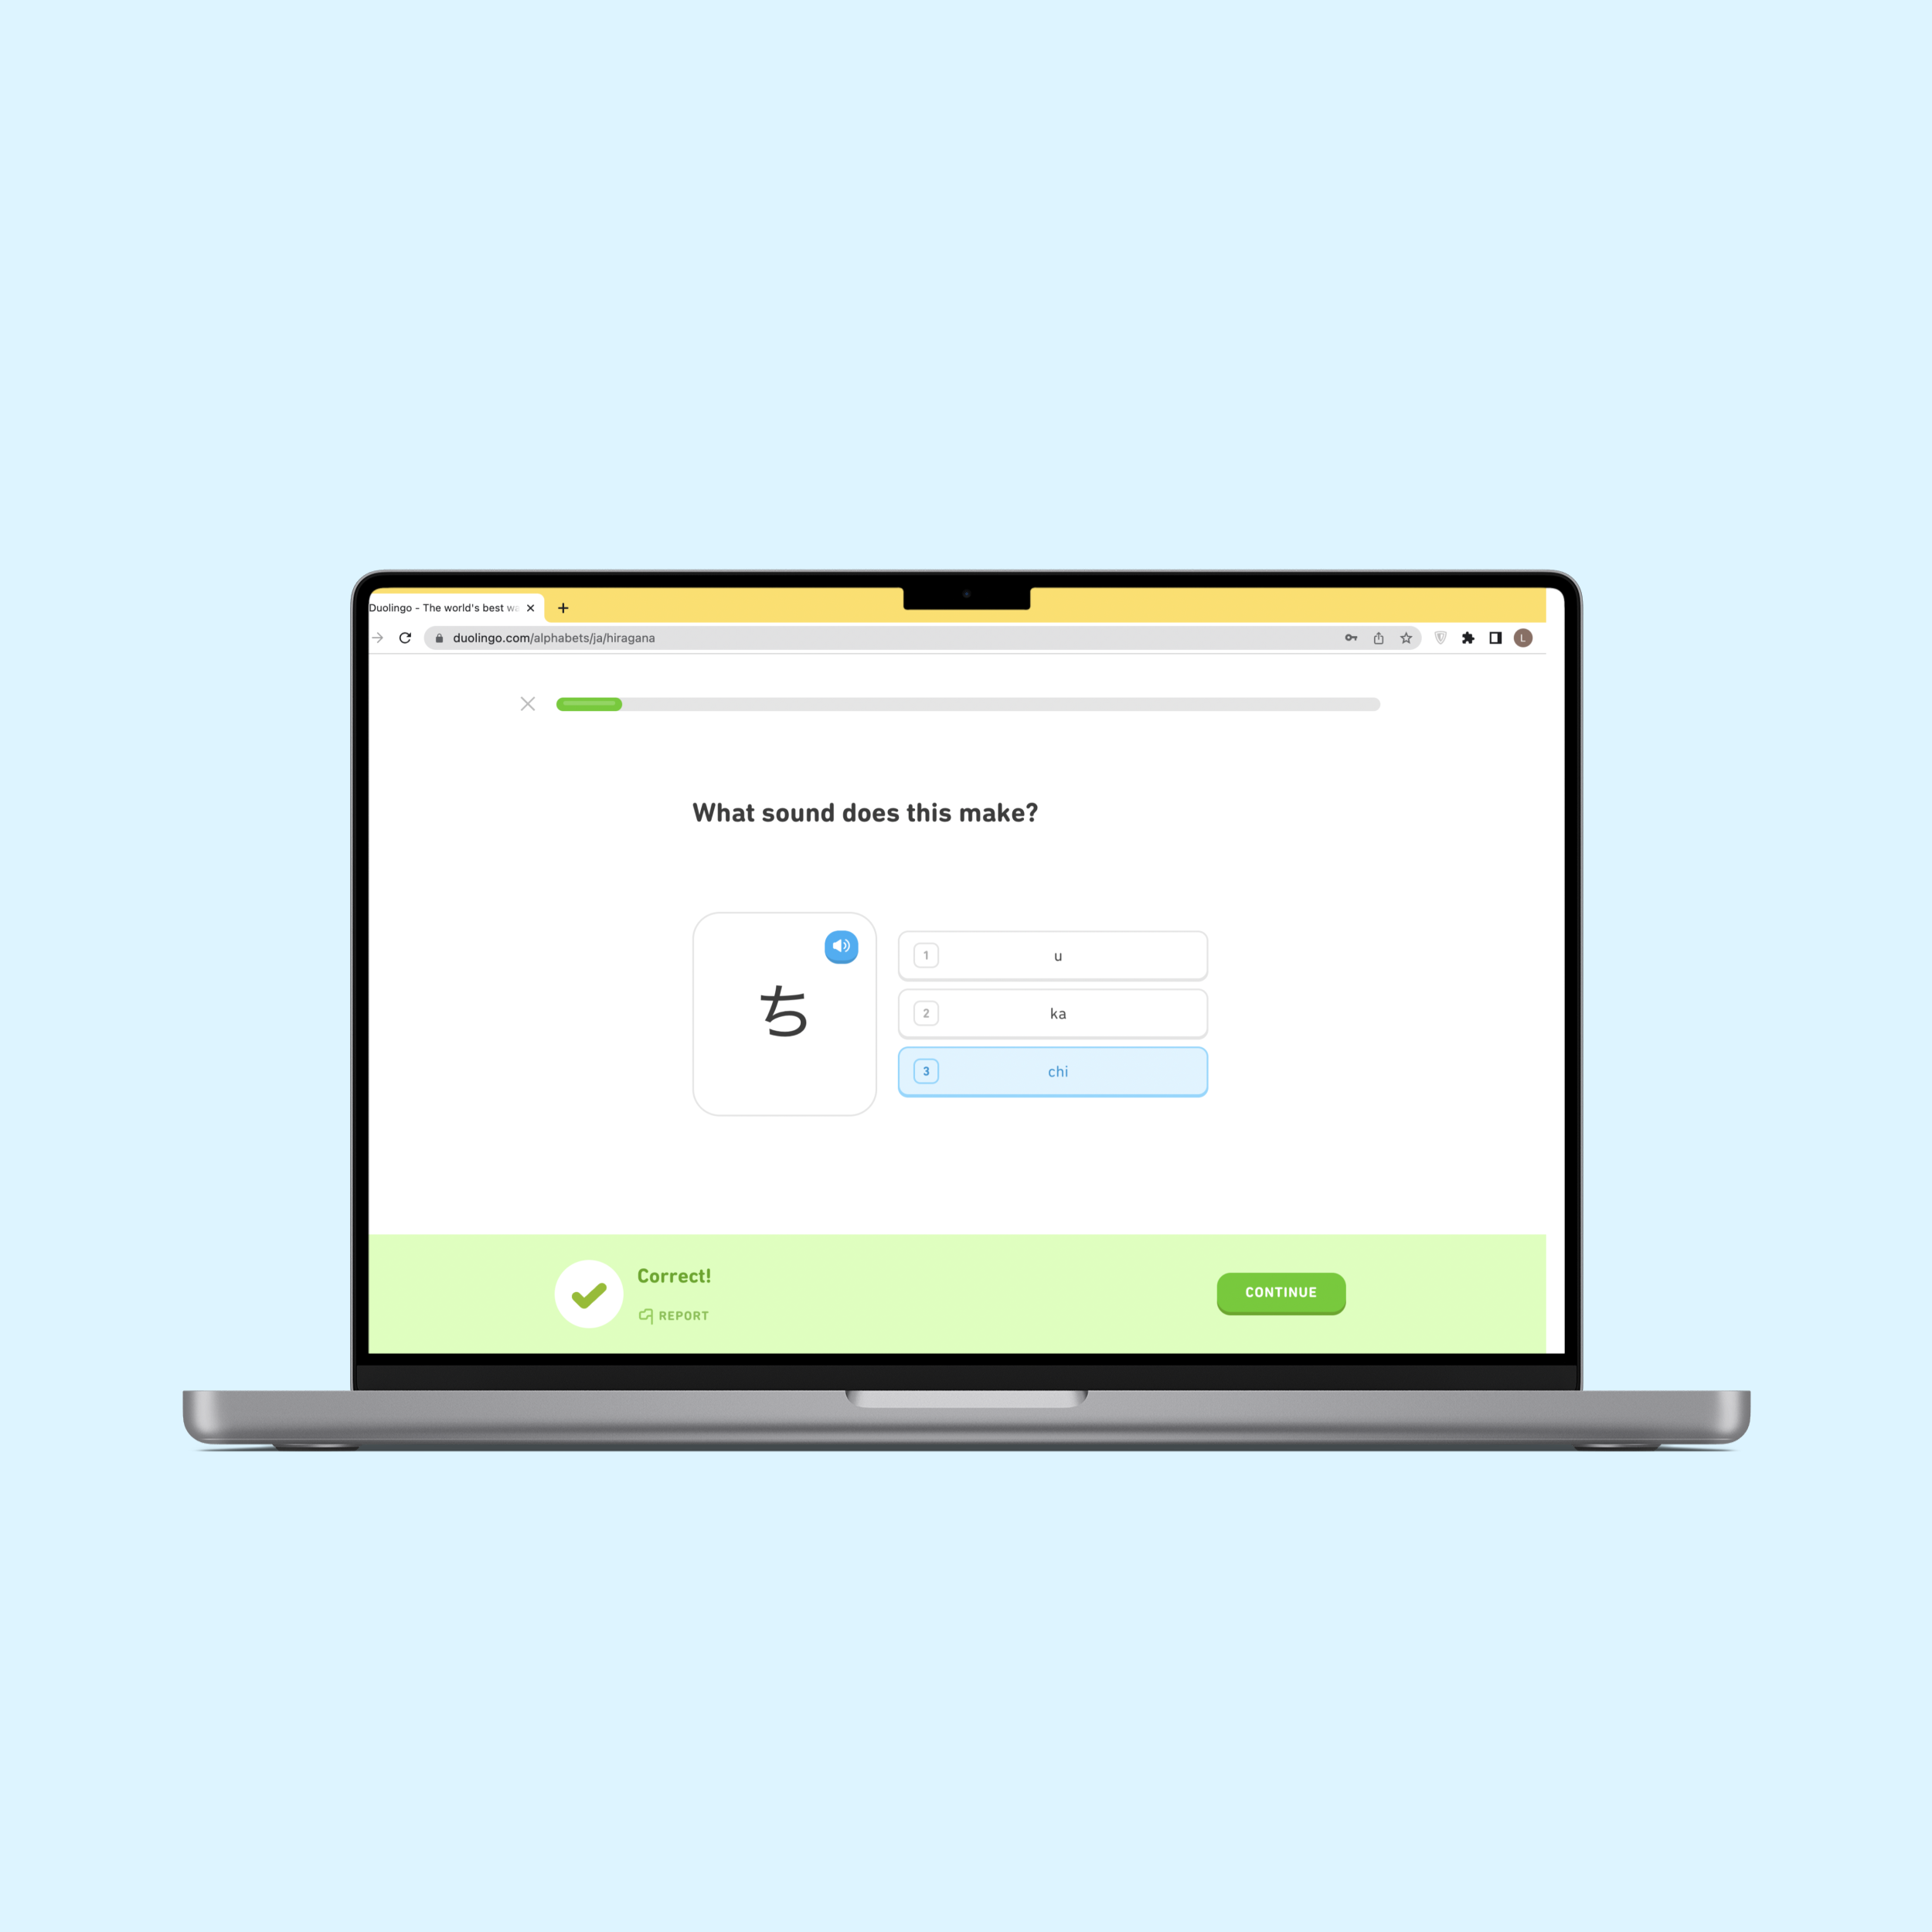 Duolingo - The world's best wa
duolingo.com/alphabets/ja/hiragana
L
What sound does this make?
ち
1 u
2 ka
3 chi
Correct!
REPORT
CONTINUE